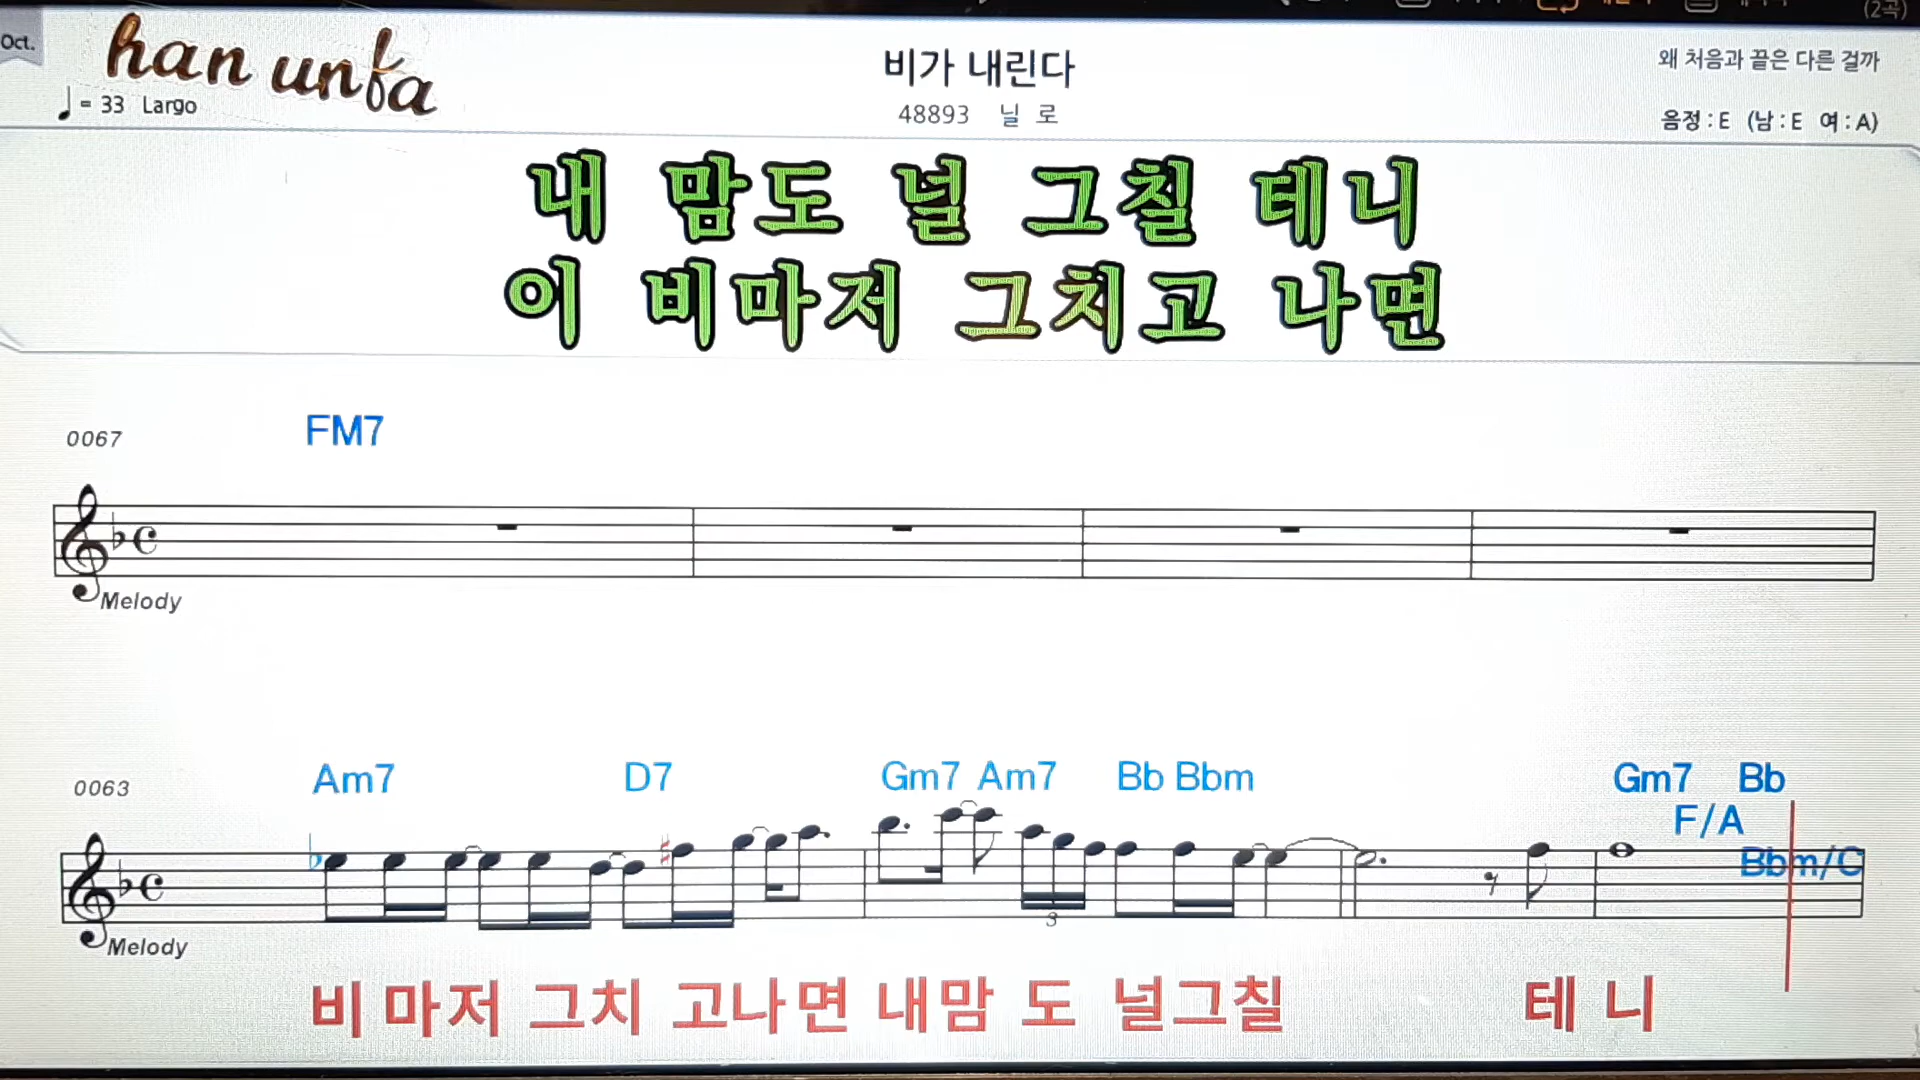 (2곡)
Oct.
han unfa
♩= 33 Largo
비가 내린다
48893 닐 로
왜 처음과 끝은 다른 걸까
음정 : E (남 : E 여 : A)
내 맘도 널 그칠 테니
이 비마저 그치고 나면
0067 FM7
Melody
0063 Am7 D7 Gm7 Am7 Bb Bbm Gm7 Bb
F/A
Bbm/C
3
Melody
비 마저 그치 고나면 내맘 도 널그칠 테 니